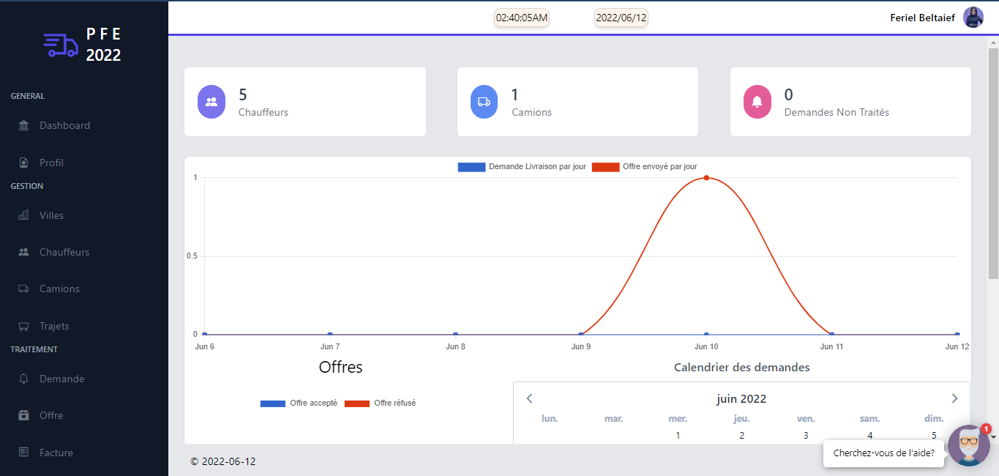 P F E
2022
GENERAL
Dashboard
Profil
GESTION
Villes
Chauffeurs
Camions
Trajets
TRAITEMENT
Demande
Offre
Facture
02:40:05AM 2022/06/12 Feriel Beltaief
5
Chauffeurs
1
Camions
0
Demandes Non Traités
Demande Livraison par jour Offre envoyé par jour
1
0.5
0
Jun 6 Jun 7 Jun 8 Jun 9 Jun 10 Jun 11 Jun 12
Offres
Offre accepté Offre réfusé
Calendrier des demandes
juin 2022
lun. mar. mer. jeu. ven. sam. dim.
1 2 3 4 5
1
Cherchez-vous de l'aide?
© 2022-06-12